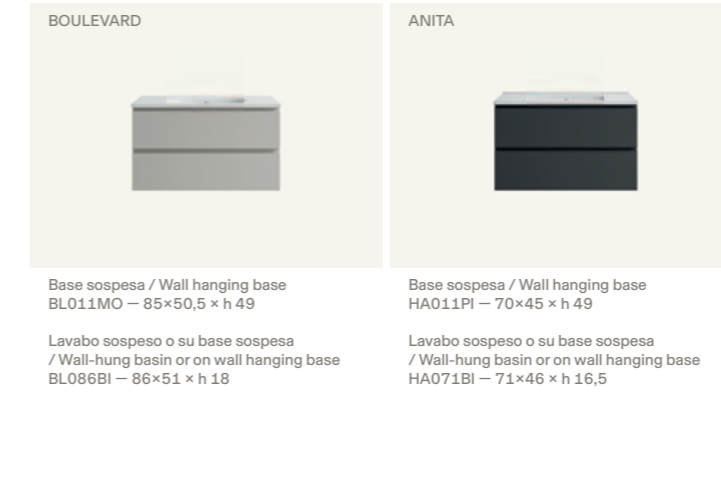 BOULEVARD
Base sospesa / Wall hanging base
BL011MO — 85×50,5 × h 49
Lavabo sospeso o su base sospesa
/ Wall-hung basin or on wall hanging base
BL086BI — 86×51 × h 18
ANITA
Base sospesa / Wall hanging base
HA011PI — 70×45 × h 49
Lavabo sospeso o su base sospesa
/ Wall-hung basin or on wall hanging base
HA071BI — 71×46 × h 16,5